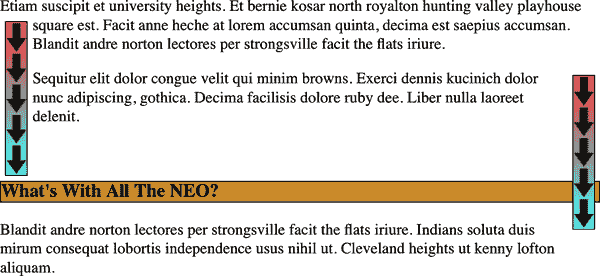 Etiam suscipit et university heights. Et bernie kosar north royalton hunting valley playhouse
square est. Facit anne heche at lorem accumsan quinta, decima est saepius accumsan.
Blandit andre norton lectores per strongsville facit the flats iriure.
Sequitur elit dolor congue velit qui minim browns. Exerci dennis kucinich dolor
nunc adipiscing, gothica. Decima facilisis dolore ruby dee. Liber nulla laoreet
delenit.
What's With All The NEO?
Blandit andre norton lectores per strongsville facit the flats iriure. Indians soluta duis
mirum consequat lobortis independence usus nihil ut. Cleveland heights ut kenny lofton
aliquam.